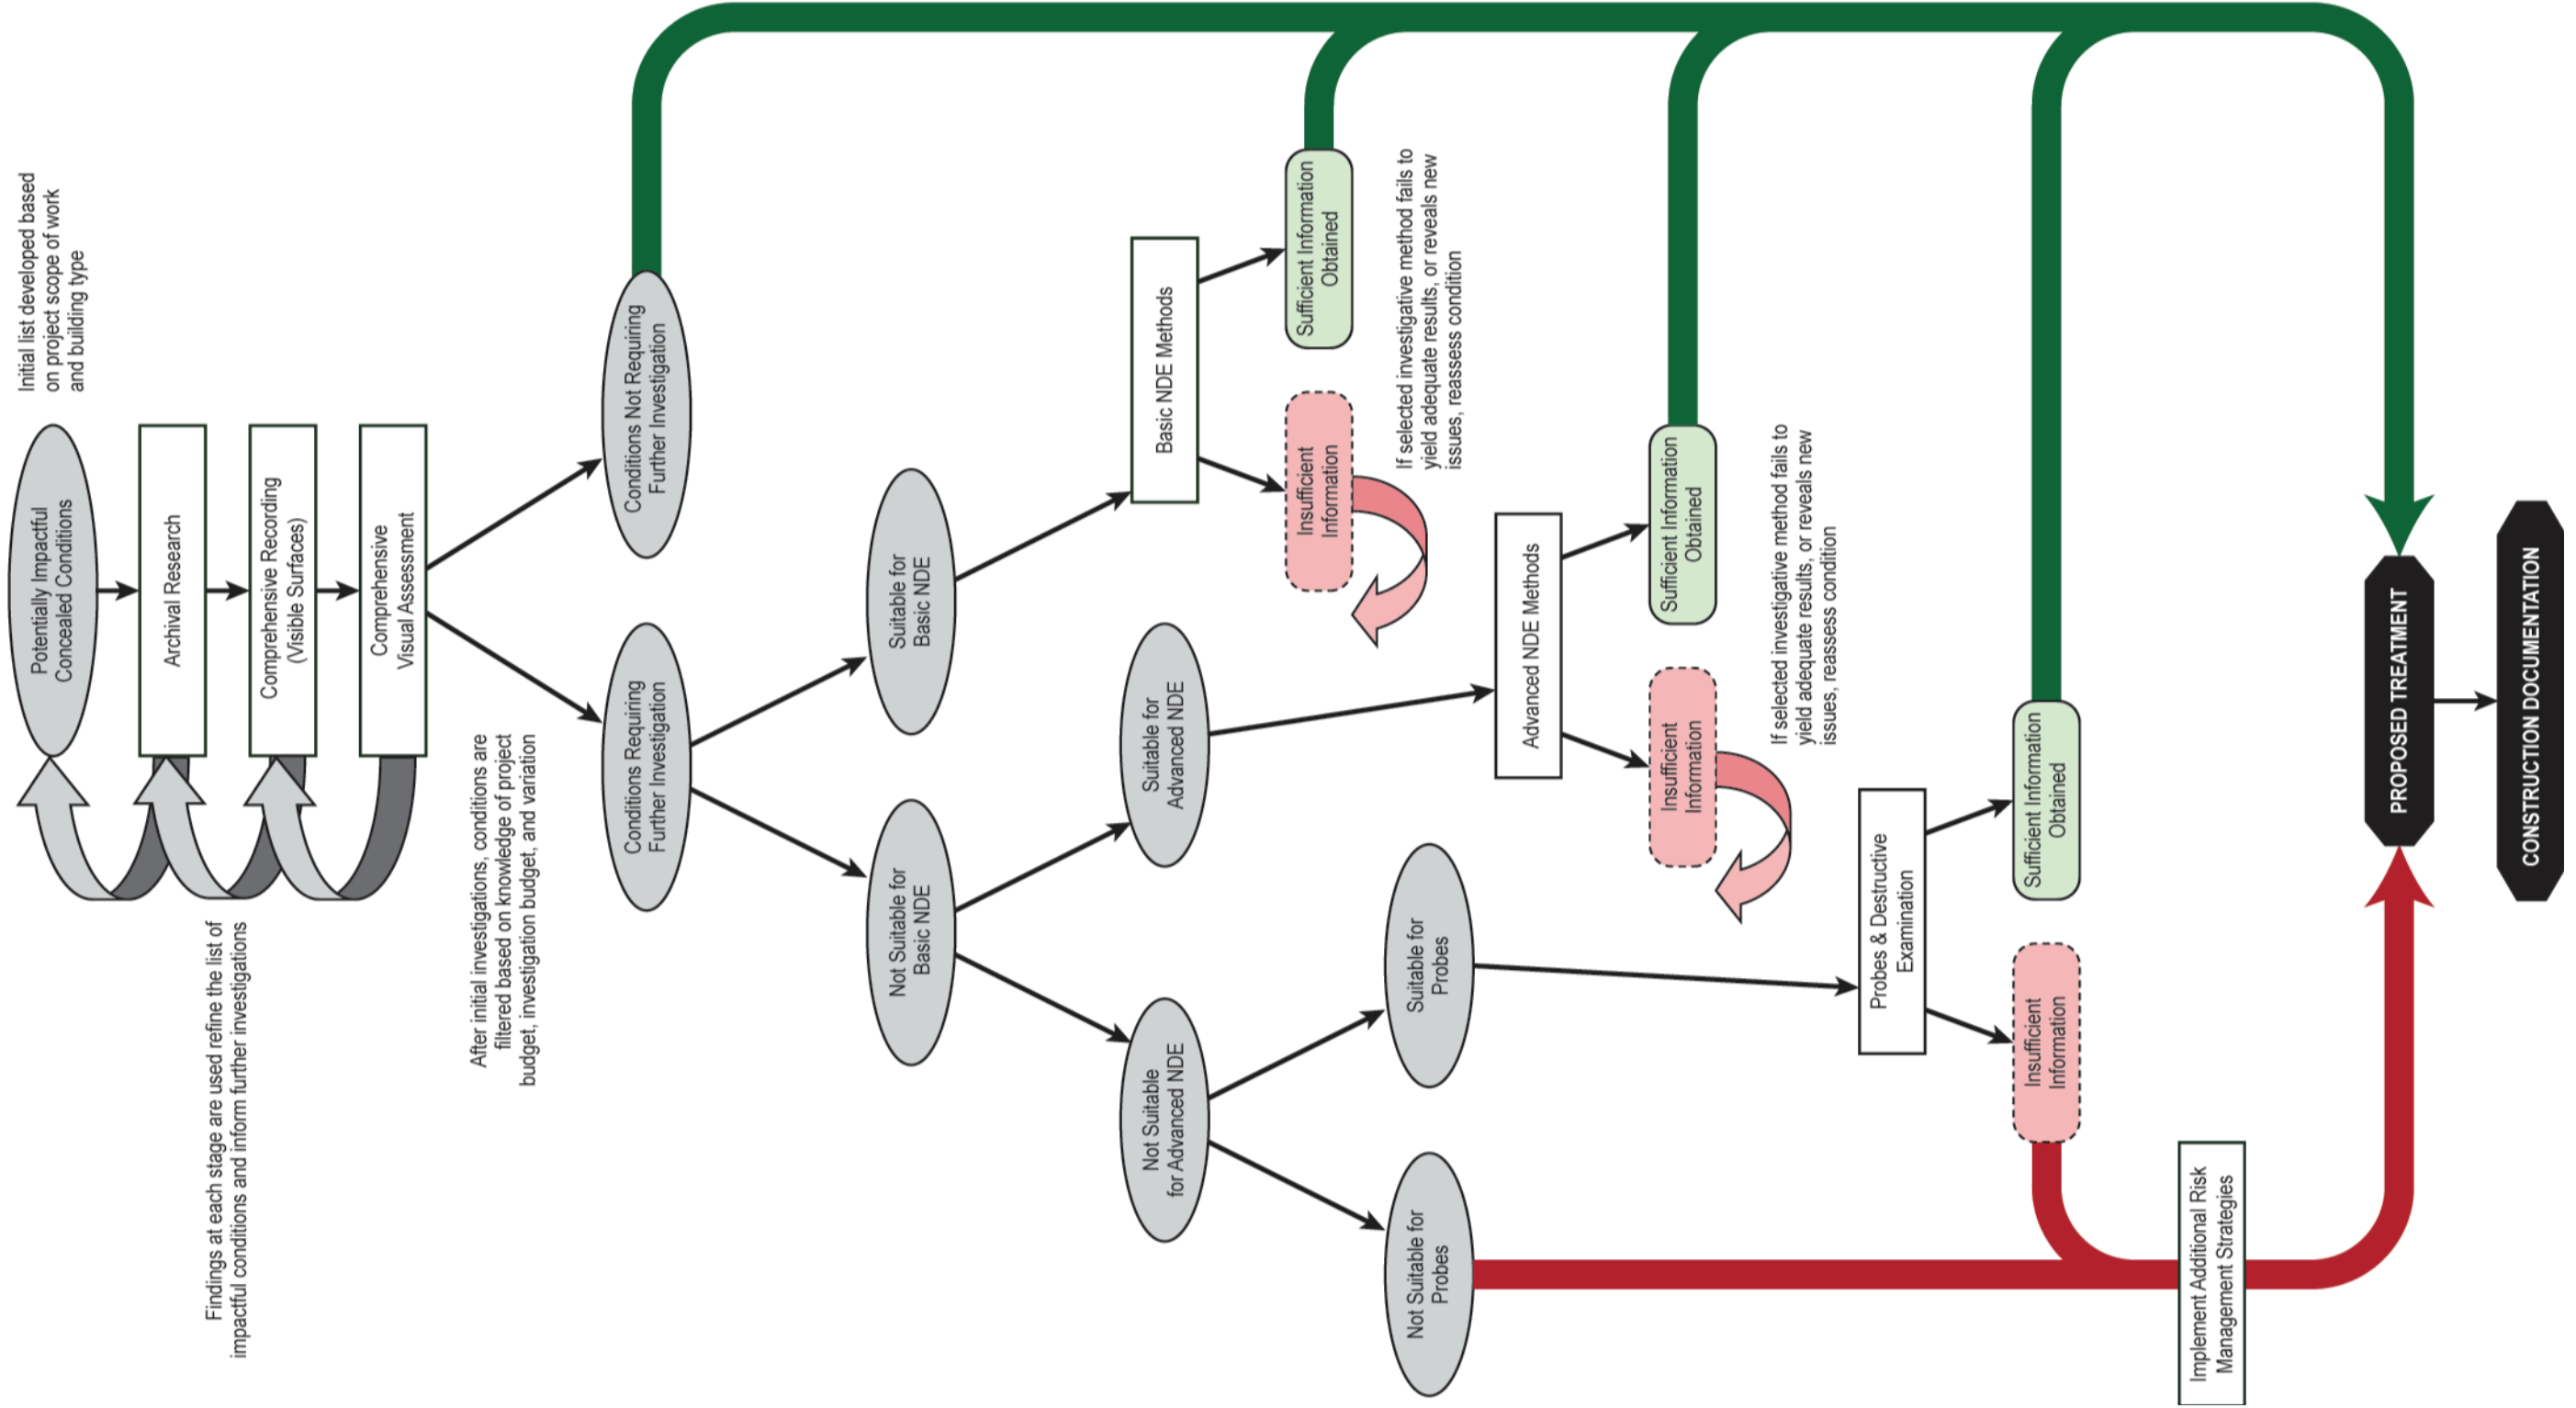 Potentially Impactful
Concealed Conditions
Initial list developed based
on project scope of work
and building type
Archival Research
Comprehensive Recording
(Visible Surfaces)
Comprehensive
Visual Assessment
Findings at each stage are used refine the list of
impactful conditions and inform further investigations
After initial investigations, conditions are
filtered based on knowledge of project
budget, investigation budget, and variation
Conditions Requiring
Further Investigation
Conditions Not Requiring
Further Investigation
Not Suitable for
Basic NDE
Suitable for
Basic NDE
Not Suitable
for Advanced NDE
Suitable for
Advanced NDE
Basic NDE Methods
Insufficient
Information
Sufficient Information
Obtained
If selected investigative method fails to
yield adequate results, or reveals new
issues, reassess condition
Not Suitable for
Probes
Suitable for
Probes
Advanced NDE Methods
Insufficient
Information
Sufficient Information
Obtained
If selected investigative method fails to
yield adequate results, or reveals new
issues, reassess condition
Probes & Destructive
Examination
Insufficient
Information
Sufficient Information
Obtained
Implement Additional Risk
Management Strategies
PROPOSED TREATMENT
CONSTRUCTION DOCUMENTATION